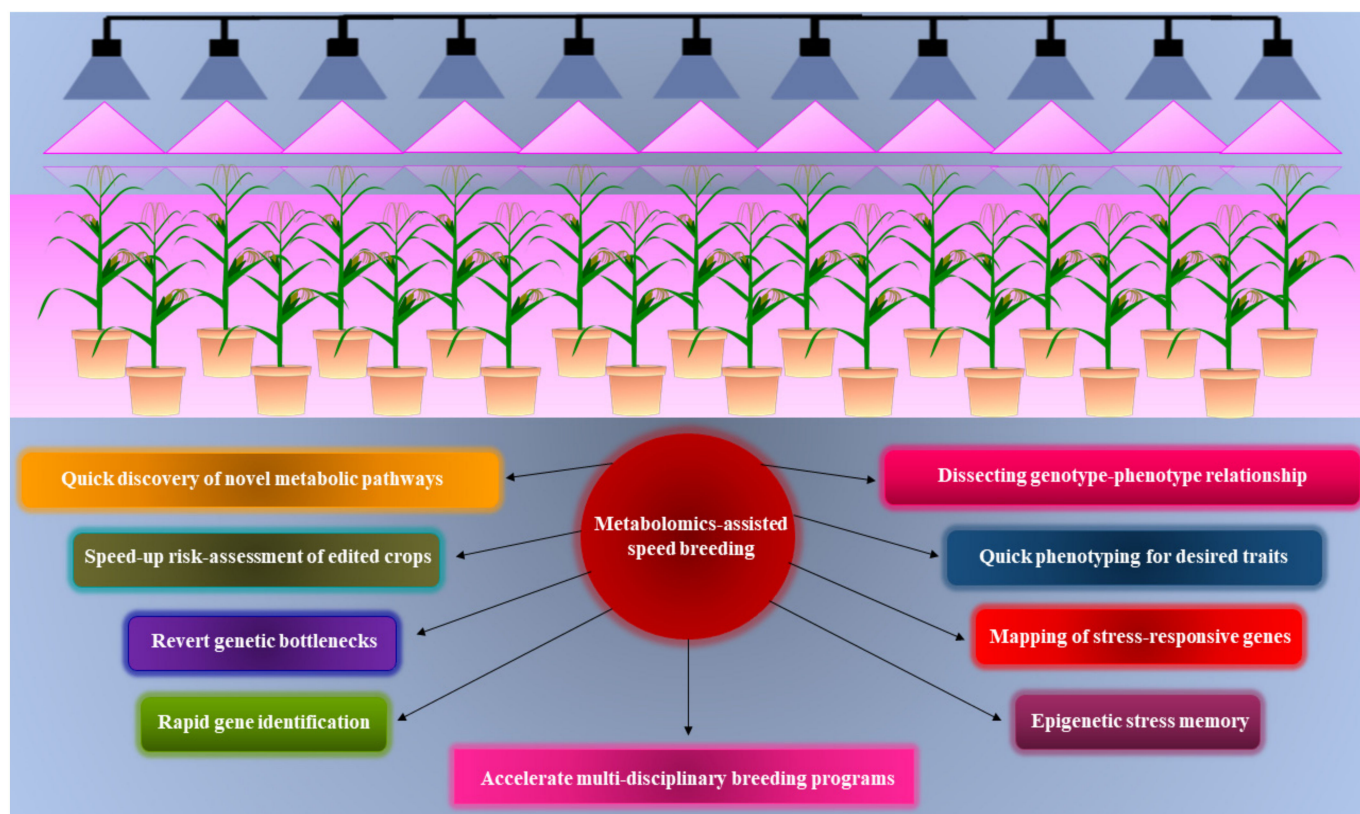 Quick discovery of novel metabolic pathways
Dissecting genotype-phenotype relationship
Metabolomics-assisted
speed breeding
Speed-up risk-assessment of edited crops
Quick phenotyping for desired traits
Revert genetic bottlenecks
Mapping of stress-responsive genes
Rapid gene identification
Epigenetic stress memory
Accelerate multi-disciplinary breeding programs